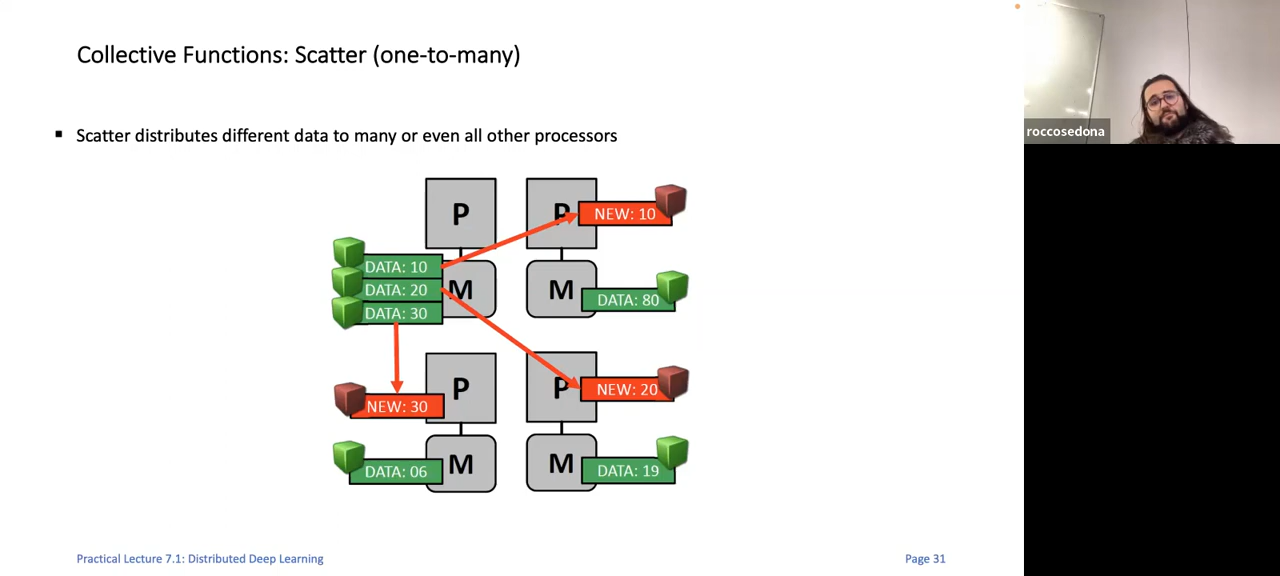 Collective Functions: Scatter (one-to-many)
roccosedona
▪ Scatter distributes different data to many or even all other processors
P
P
NEW: 10
DATA: 10
DATA: 20
DATA: 30
M
M
DATA: 80
P
P
NEW: 30
NEW: 20
M
M
DATA: 06
DATA: 19
Practical Lecture 7.1: Distributed Deep Learning
Page 31